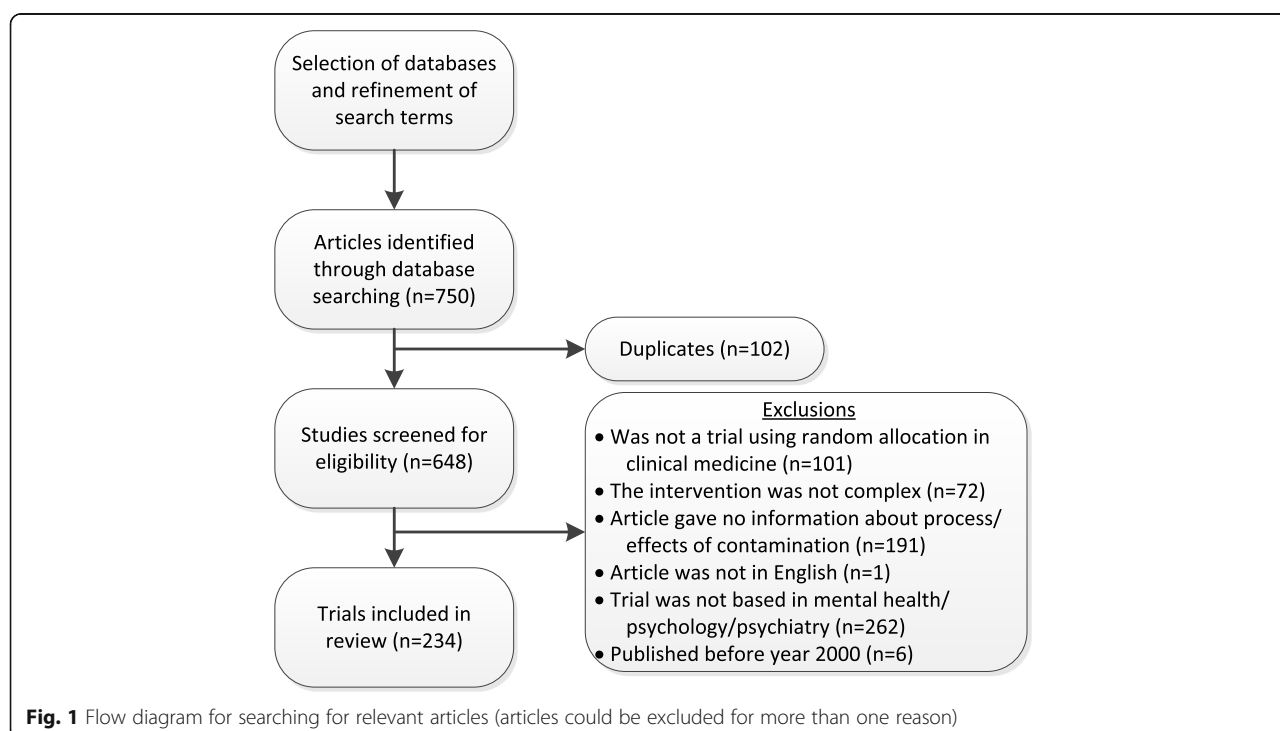 Selection of databases
and refinement of
search terms
Articles identified
through database
searching (n=750)
Duplicates (n=102)
Studies screened for
eligibility (n=648)
Exclusions
• Was not a trial using random allocation in
clinical medicine (n=101)
• The intervention was not complex (n=72)
• Article gave no information about process/
effects of contamination (n=191)
• Article was not in English (n=1)
• Trial was not based in mental health/
psychology/psychiatry (n=262)
• Published before year 2000 (n=6)
Trials included in
review (n=234)
Fig. 1 Flow diagram for searching for relevant articles (articles could be excluded for more than one reason)